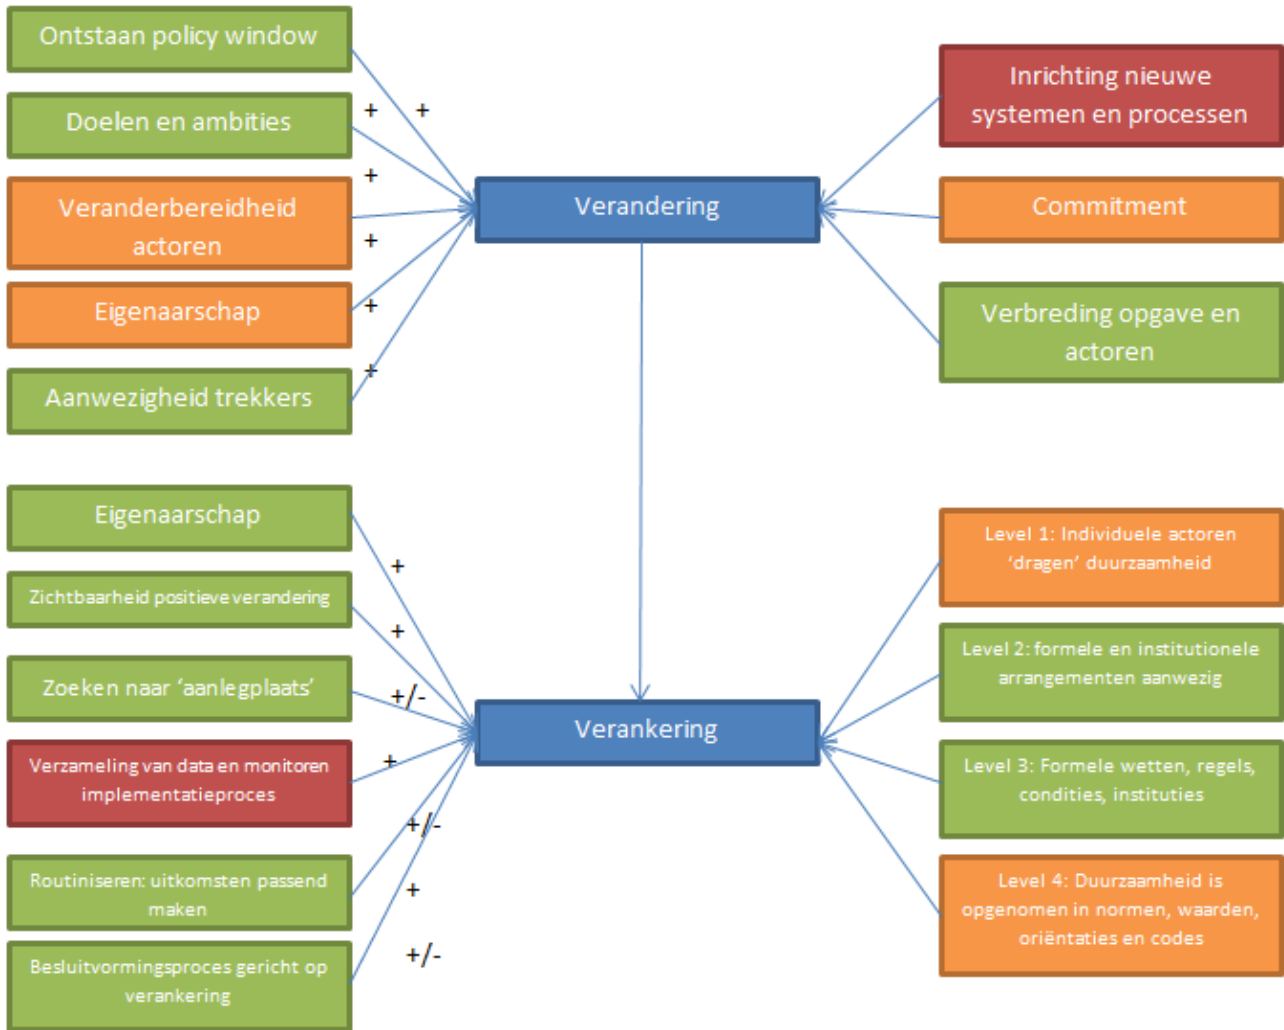 Ontstaan policy window
Doelen en ambities
Veranderbereidheid
actoren
Eigenaarschap
Aanwezigheid trekkers
+
+
+
+
+
+
Verandering
Inrichting nieuwe
systemen en processen
Commitment
Verbreding opgave en
actoren
Eigenaarschap
Zichtbaarheid positieve verandering
Zoeken naar ‘aanlegplaats’
Verzameling van data en monitoren
implementatieproces
Routiniseren: uitkomsten passend
maken
Besluitvormingsproces gericht op
verankering
+
+
+/-
+
+/-
+
+/-
Verankering
Level 1: Individuele actoren
‘dragen’ duurzaamheid
Level 2: formele en institutionele
arrangementen aanwezig
Level 3: Formele wetten, regels,
condities, instituties
Level 4: Duurzaamheid is
opgenomen in normen, waarden,
oriëntaties en codes